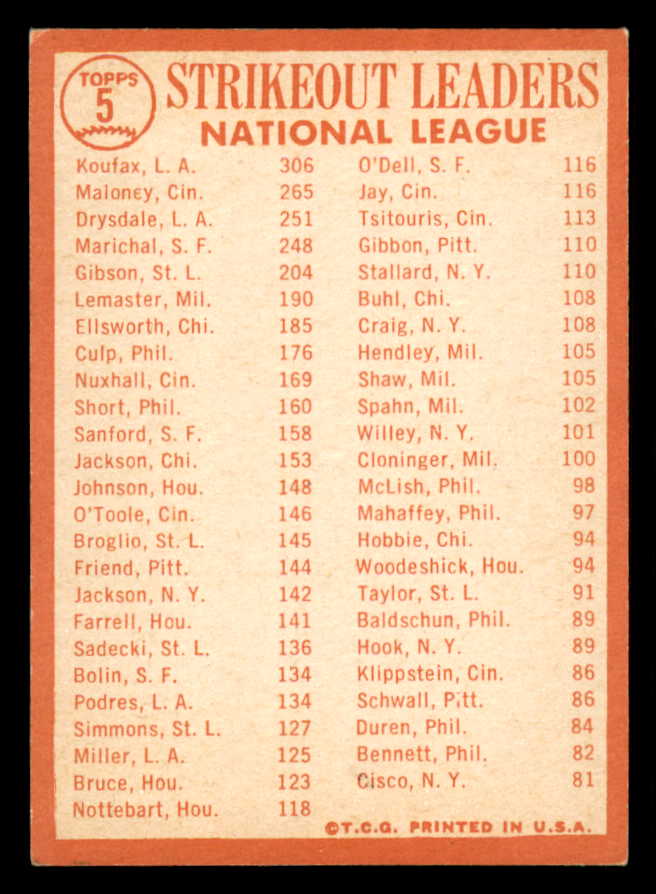 TOPPS
5
STRIKEOUT LEADERS
NATIONAL LEAGUE
Koufax, L. A. 306
Maloney, Cin. 265
Drysdale, L. A. 251
Marichal, S. F. 248
Gibson, St. L. 204
Lemaster, Mil. 190
Ellsworth, Chi. 185
Culp, Phil. 176
Nuxhall, Cin. 169
Short, Phil. 160
Sanford, S. F. 158
Jackson, Chi. 153
Johnson, Hou. 148
O'Toole, Cin. 146
Broglio, St. L. 145
Friend, Pitt. 144
Jackson, N. Y. 142
Farrell, Hou. 141
Sadecki, St. L. 136
Bolin, S. F. 134
Podres, L. A. 134
Simmons, St. L. 127
Miller, L. A. 125
Bruce, Hou. 123
Nottebart, Hou. 118
O'Dell, S. F. 116
Jay, Cin. 116
Tsitouris, Cin. 113
Gibbon, Pitt. 110
Stallard, N. Y. 110
Buhl, Chi. 108
Craig, N. Y. 108
Hendley, Mil. 105
Shaw, Mil. 105
Spahn, Mil. 102
Willey, N. Y. 101
Cloninger, Mil. 100
McLish, Phil. 98
Mahaffey, Phil. 97
Hobbie, Chi. 94
Woodeshick, Hou. 94
Taylor, St. L. 91
Baldschun, Phil. 89
Hook, N. Y. 89
Klippstein, Cin. 86
Schwall, Pitt. 86
Duren, Phil. 84
Bennett, Phil. 82
Cisco, N. Y. 81
©T.C.G. PRINTED IN U.S.A.